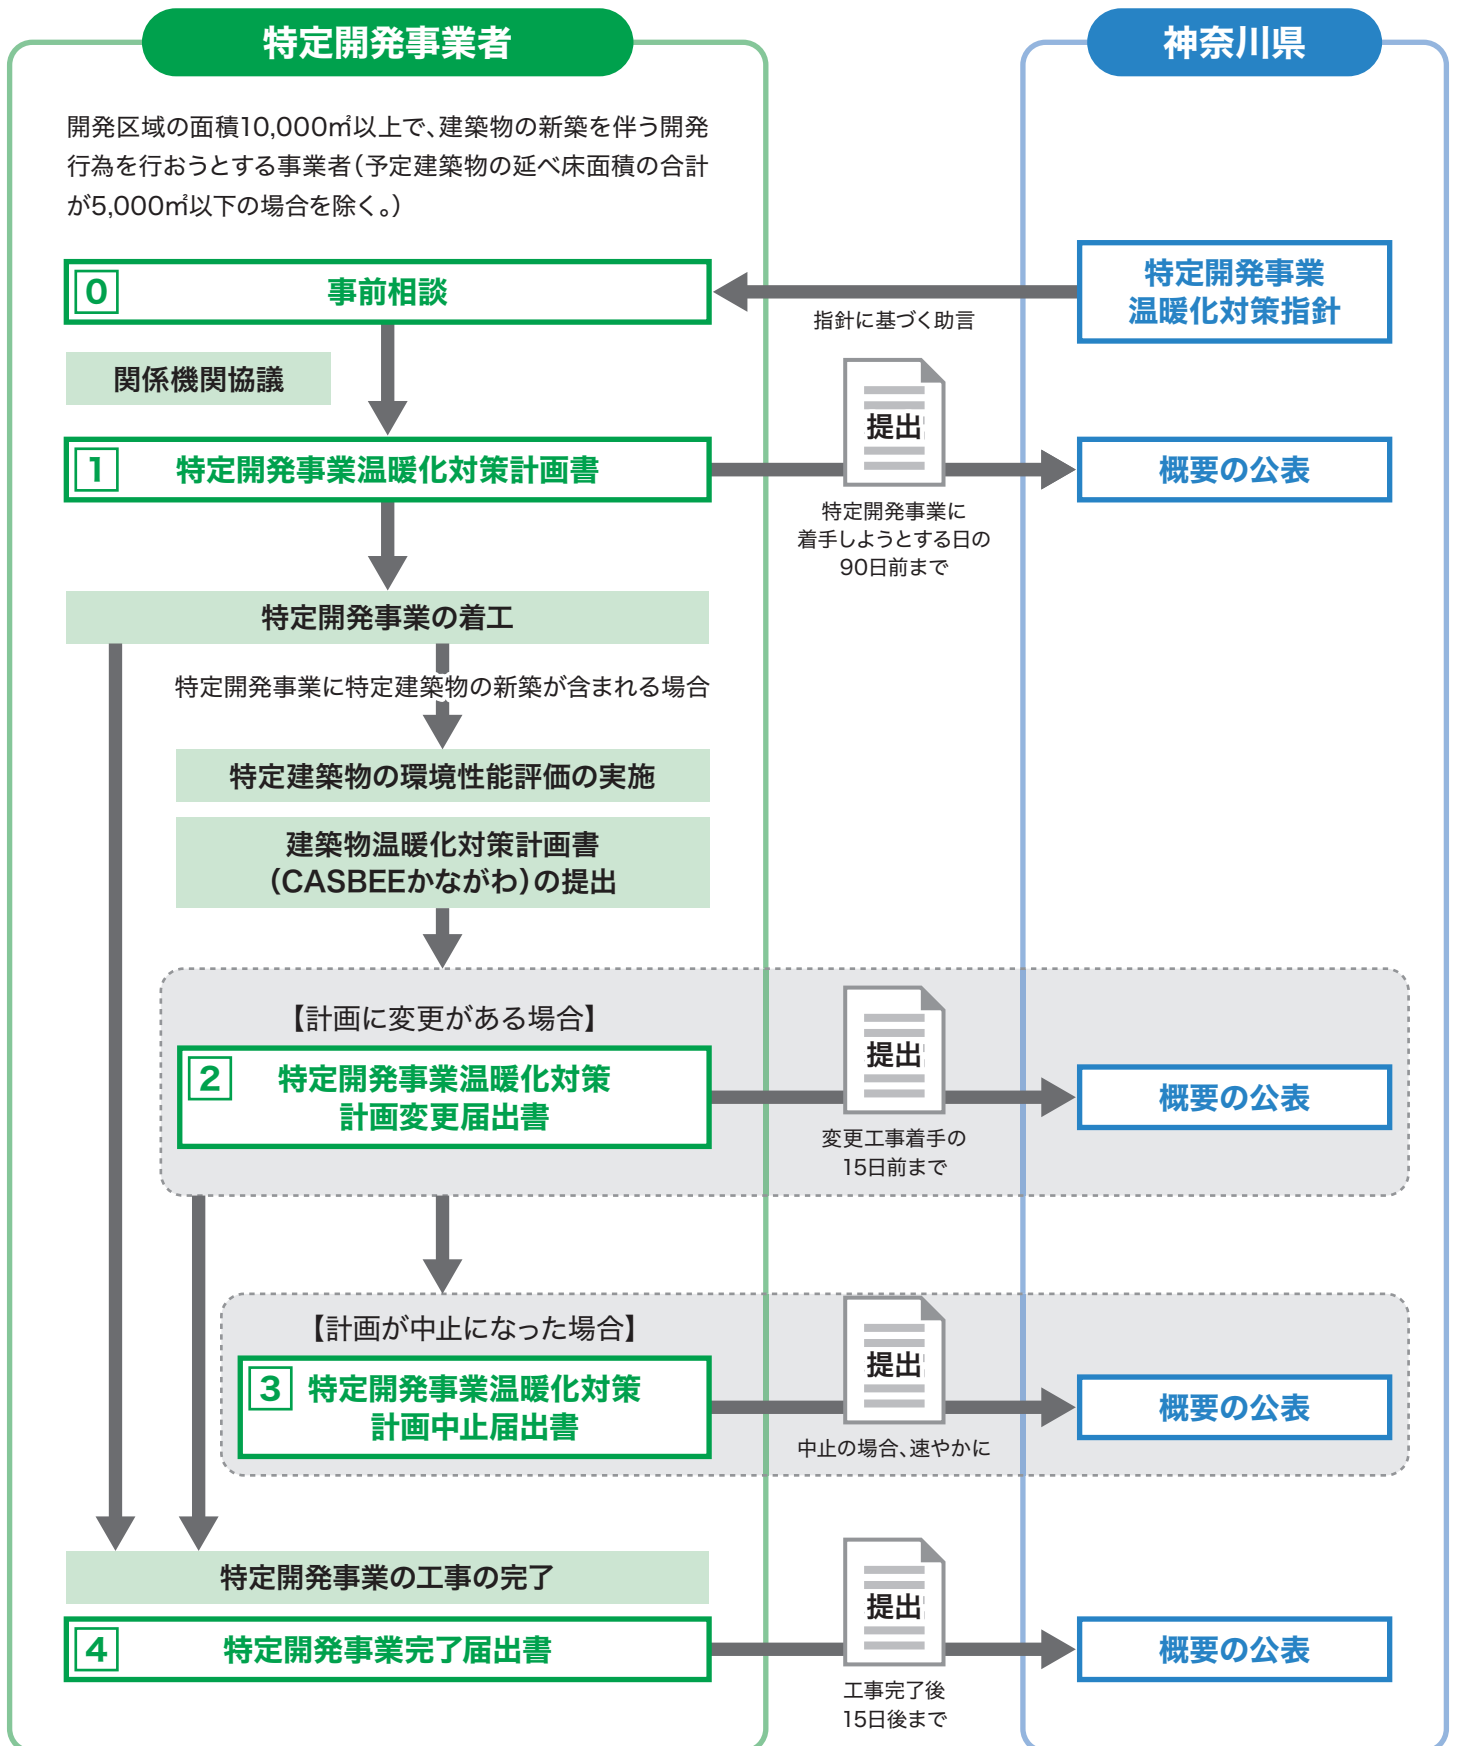 特定開発事業者
神奈川県
開発区域の面積10,000㎡以上で、建築物の新築を伴う開発
行為を行おうとする事業者(予定建築物の延べ床面積の合計
が5,000㎡以下の場合を除く。)
0 事前相談
特定開発事業
温暖化対策指針
指針に基づく助言
関係機関協議
1 特定開発事業温暖化対策計画書
提出
概要の公表
特定開発事業に
着手しようとする日の
90日前まで
特定開発事業の着工
特定開発事業に特定建築物の新築が含まれる場合
特定建築物の環境性能評価の実施
建築物温暖化対策計画書
(CASBEEかながわ)の提出
【計画に変更がある場合】
2 特定開発事業温暖化対策
計画変更届出書
提出
概要の公表
変更工事着手の
15日前まで
【計画が中止になった場合】
3 特定開発事業温暖化対策
計画中止届出書
提出
概要の公表
中止の場合、速やかに
特定開発事業の工事の完了
4 特定開発事業完了届出書
提出
概要の公表
工事完了後
15日後まで